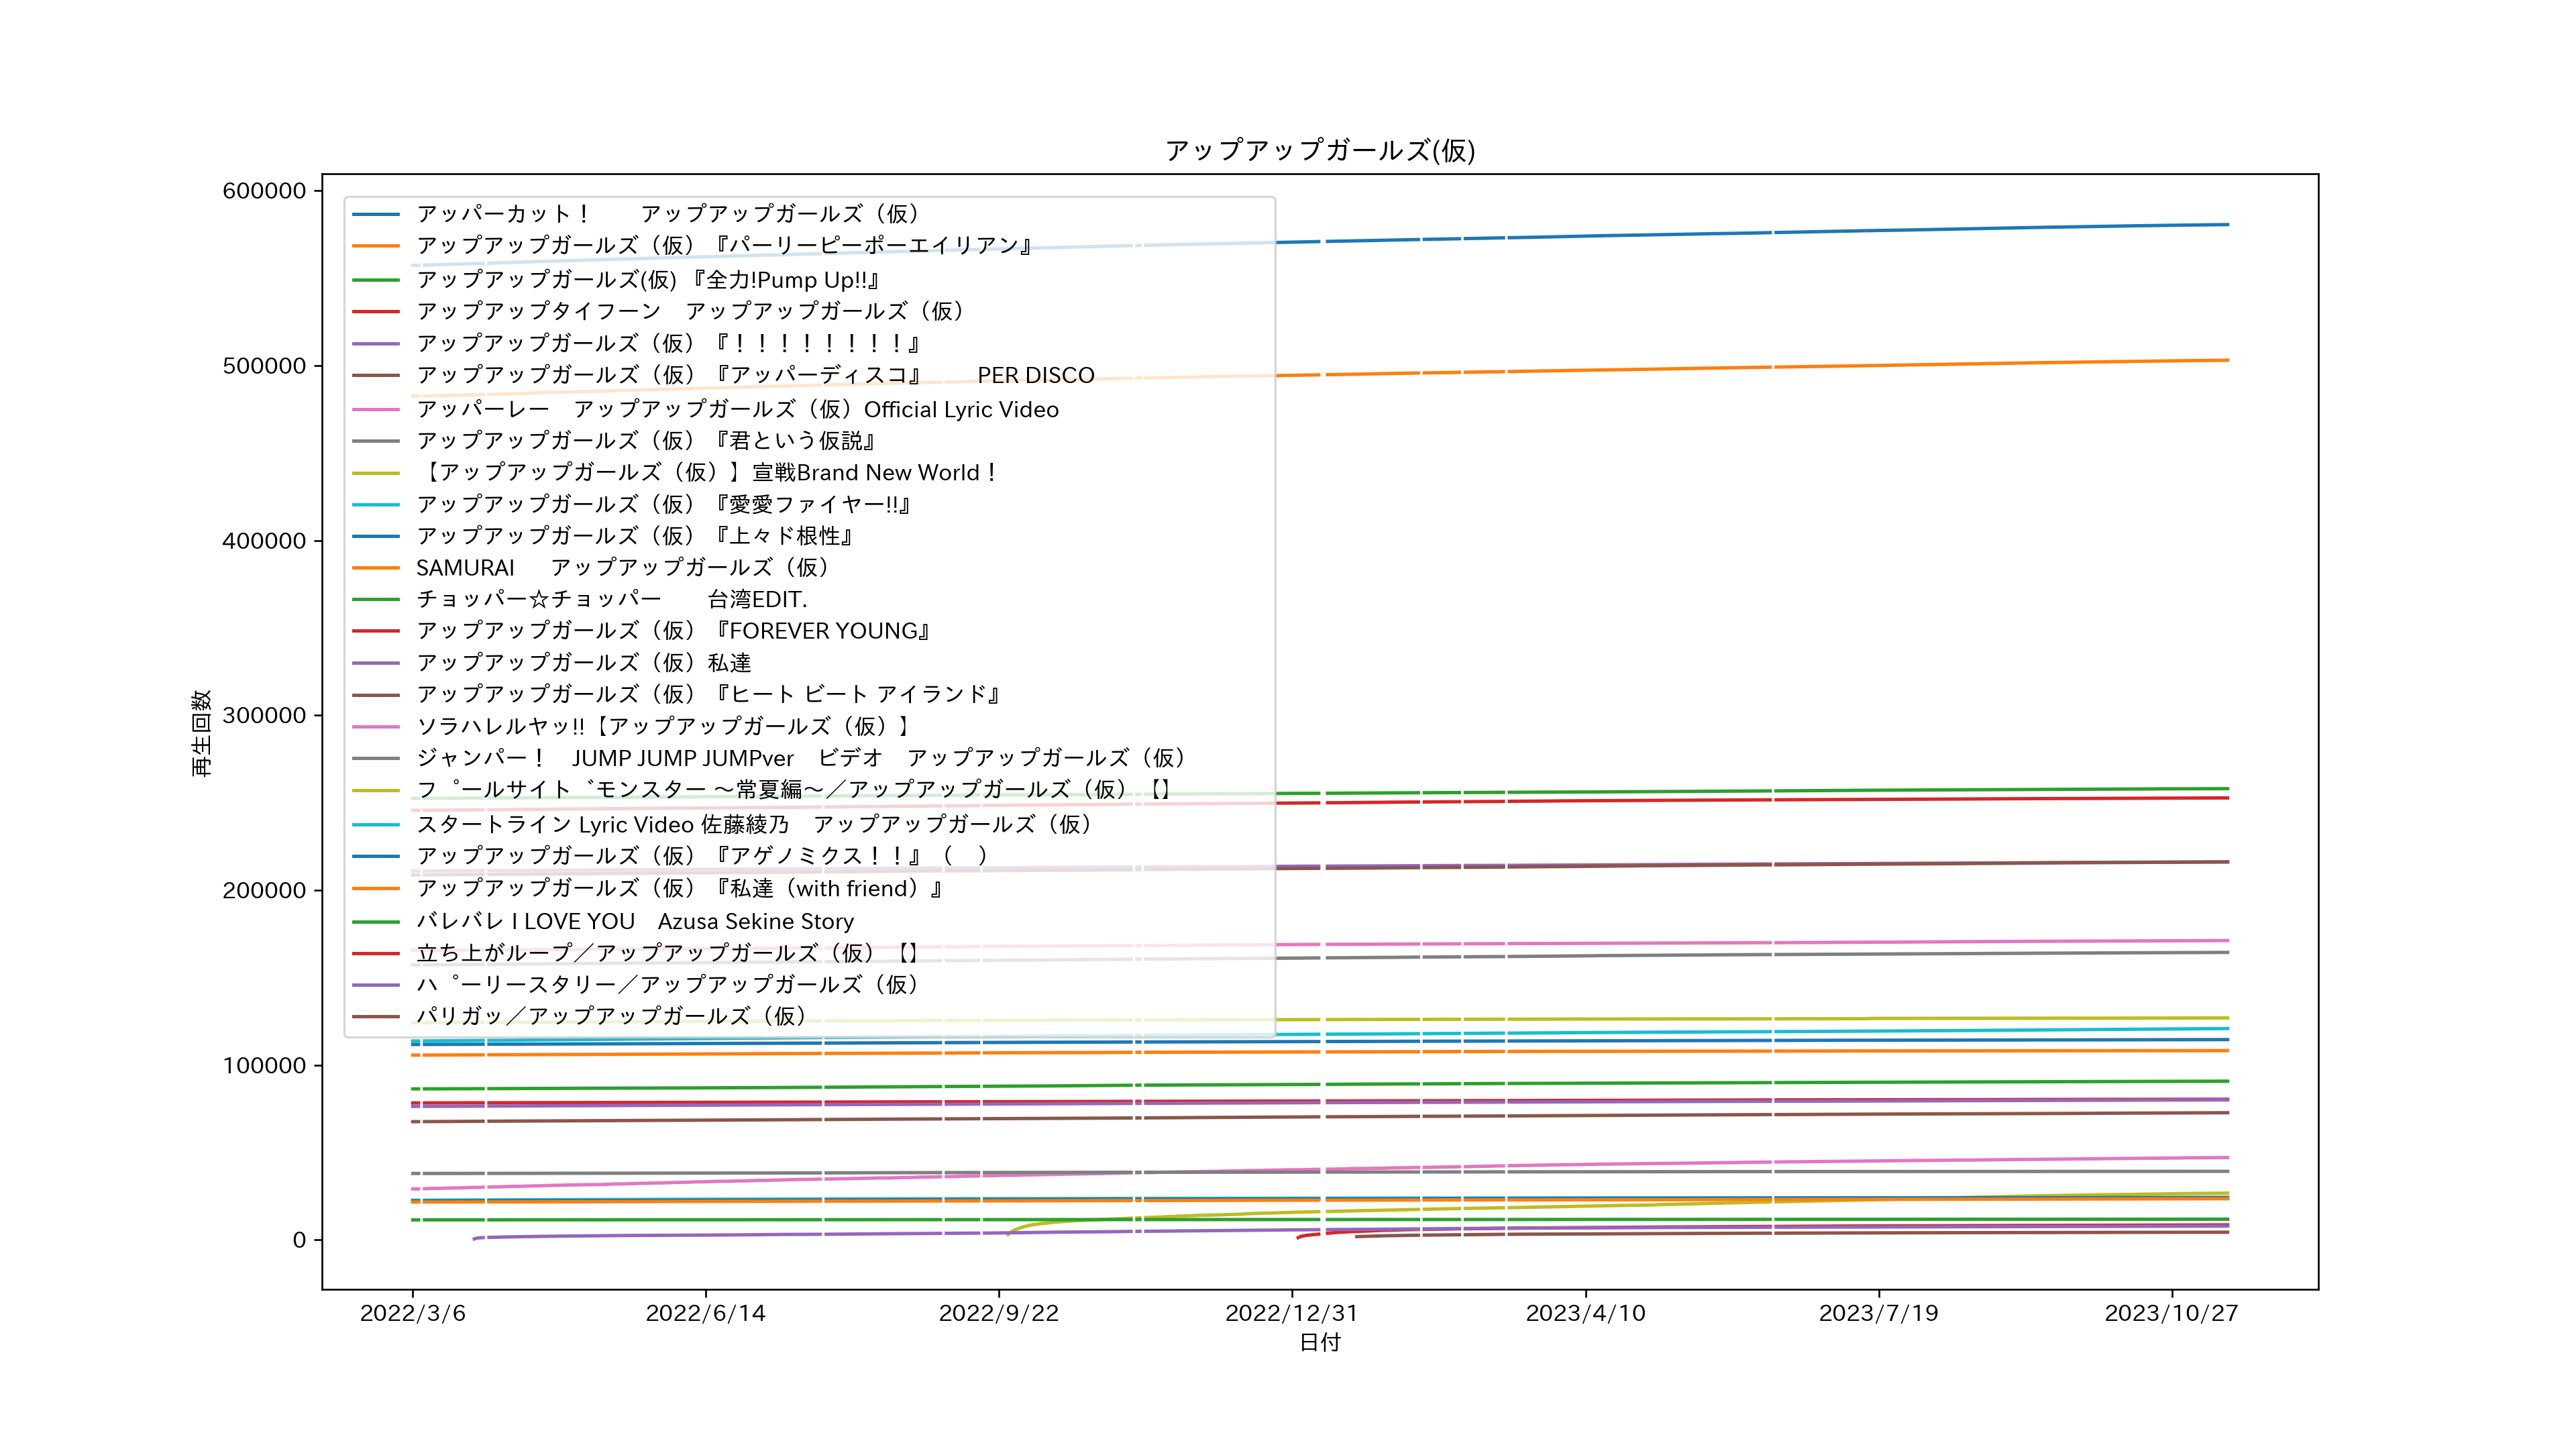 アップアップガールズ(仮)
600000
500000
400000
300000
200000
100000
0
再生回数
アッパーカット！　　アップアップガールズ（仮）
アップアップガールズ（仮）『パーリーピーポーエイリアン』
アップアップガールズ(仮) 『全力!Pump Up!!』
アップアップタイフーン　アップアップガールズ（仮）
アップアップガールズ（仮）『！！！！！！！！』
アップアップガールズ（仮）『アッパーディスコ』　　PER DISCO
アッパーレー　アップアップガールズ（仮）Official Lyric Video
アップアップガールズ（仮）『君という仮説』
【アップアップガールズ（仮）】宣戦Brand New World！
アップアップガールズ（仮）『愛愛ファイヤー!!』
アップアップガールズ（仮）『上々ド根性』
SAMURAI　 アップアップガールズ（仮）
チョッパー☆チョッパー　　台湾EDIT.
アップアップガールズ（仮）『FOREVER YOUNG』
アップアップガールズ（仮）私達
アップアップガールズ（仮）『ヒート ビート アイランド』
ソラハレルヤッ!!【アップアップガールズ（仮）】
ジャンパー！　JUMP JUMP JUMPver　ビデオ　アップアップガールズ（仮）
フ゜ールサイト゛モンスター ～常夏編～／アップアップガールズ（仮）【】
スタートライン Lyric Video 佐藤綾乃　アップアップガールズ（仮）
アップアップガールズ（仮）『アゲノミクス！！』（　）
アップアップガールズ（仮）『私達（with friend）』
バレバレ I LOVE YOU　Azusa Sekine Story
立ち上がループ／アップアップガールズ（仮）【】
ハ゜ーリースタリー／アップアップガールズ（仮）
パリガッ／アップアップガールズ（仮）
2022/3/6
2022/6/14
2022/9/22
2022/12/31
2023/4/10
2023/7/19
2023/10/27
日付